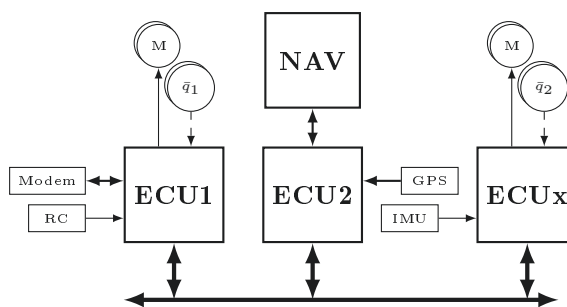 M
NAV
M
q̄₁
q̄₂
Modem
ECU1
ECU2
GPS
ECUx
RC
IMU